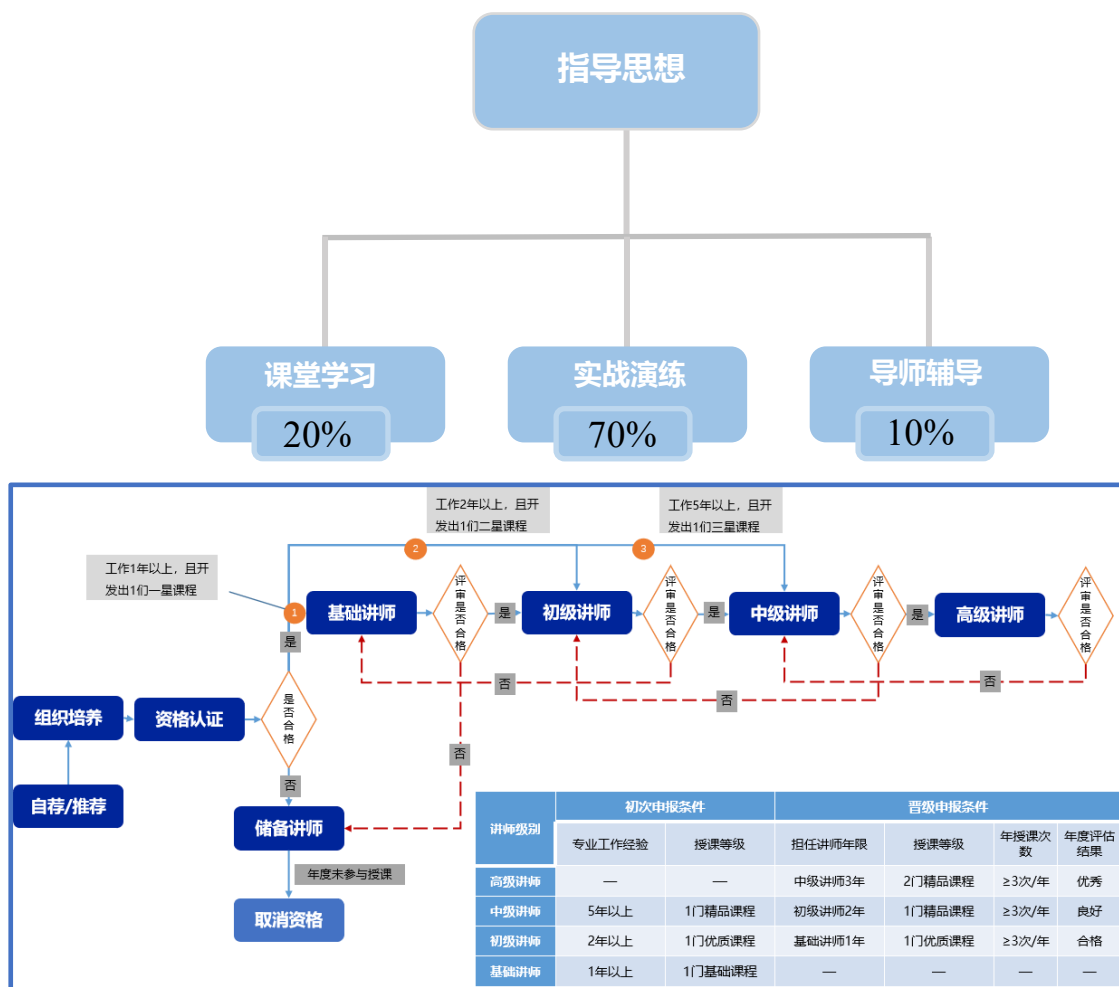 指导思想
课堂学习
实战演练
导师辅导
20%
70%
10%
工作2年以上，且开
发出1们二星课程
工作5年以上，且开
发出1们三星课程
工作1年以上，且开
发出1们一星课程
2
3
1
基础讲师
评审是否合格
是
初级讲师
评审是否合格
是
中级讲师
评审是否合格
是
高级讲师
评审是否合格
是
否
否
否
组织培养
资格认证
是否合格
否
自荐/推荐
否
储备讲师
年度未参与授课
取消资格
讲师级别 初次申报条件 晋级申报条件
专业工作经验 授课等级 担任讲师年限 授课等级 年授课次数 年度评估结果
高级讲师 — — 中级讲师3年 2门精品课程 ≥3次/年 优秀
中级讲师 5年以上 1门精品课程 初级讲师2年 1门精品课程 ≥3次/年 良好
初级讲师 2年以上 1门优质课程 基础讲师1年 1门优质课程 ≥3次/年 合格
基础讲师 1年以上 1门基础课程 — — — —